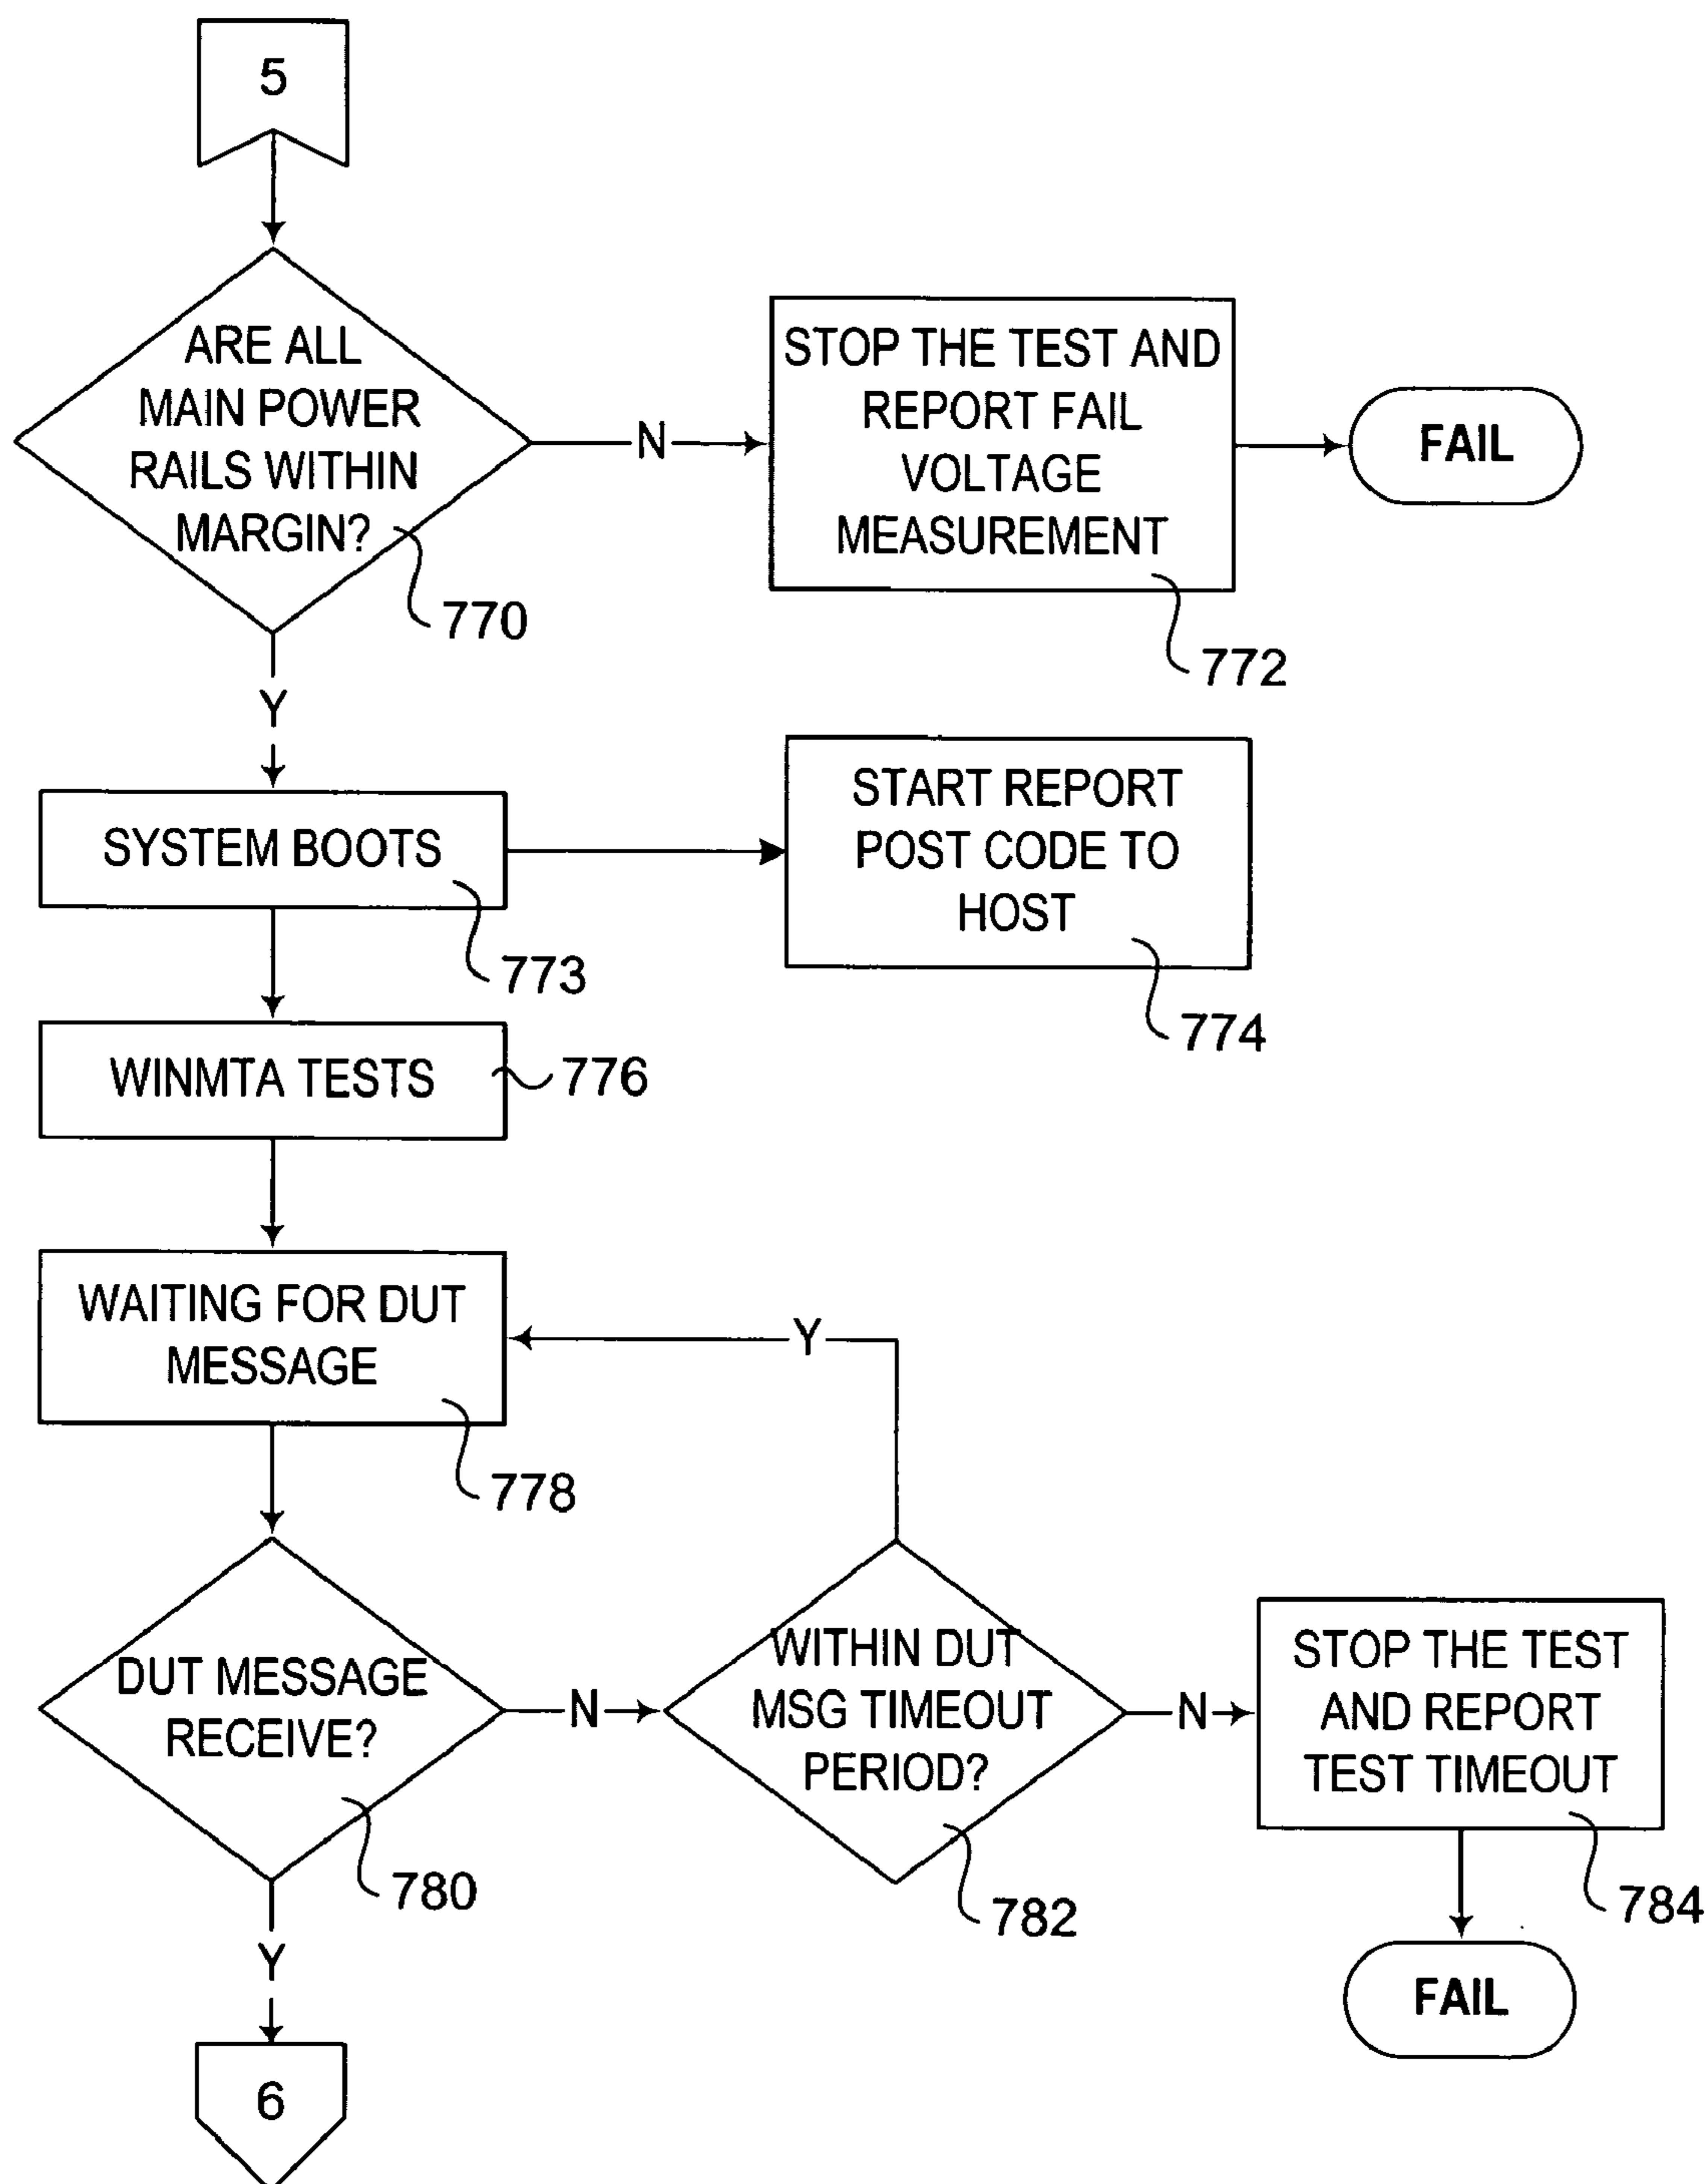 5
ARE ALL
MAIN POWER
RAILS WITHIN
MARGIN?
770
N
STOP THE TEST AND
REPORT FAIL
VOLTAGE
MEASUREMENT
772
FAIL
Y
SYSTEM BOOTS
773
START REPORT
POST CODE TO
HOST
774
WINMTA TESTS
776
WAITING FOR DUT
MESSAGE
778
Y
DUT MESSAGE
RECEIVE?
780
N
WITHIN DUT
MSG TIMEOUT
PERIOD?
782
N
STOP THE TEST
AND REPORT
TEST TIMEOUT
784
FAIL
Y
6